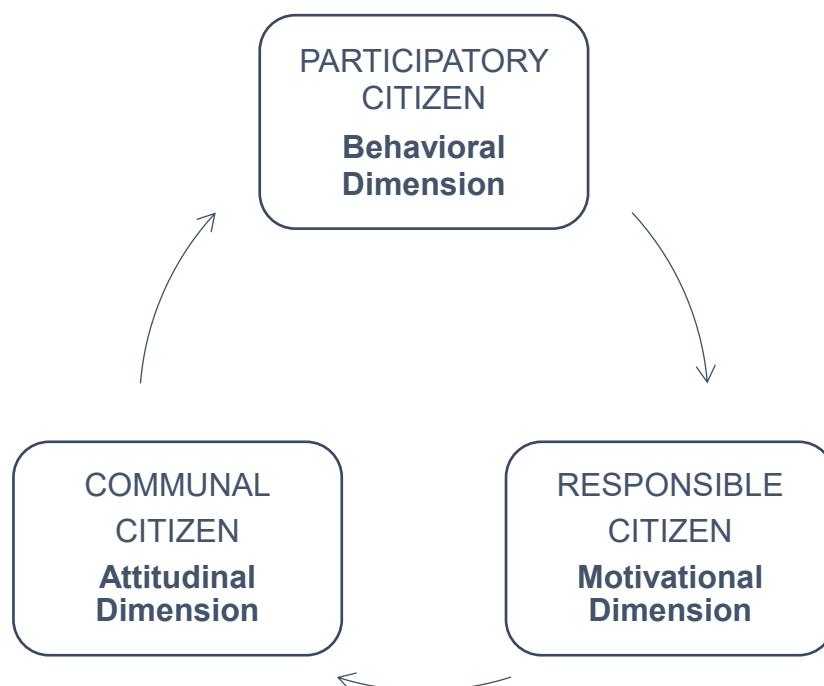 PARTICIPATORY
CITIZEN
Behavioral
Dimension
COMMUNAL
CITIZEN
Attitudinal
Dimension
RESPONSIBLE
CITIZEN
Motivational
Dimension